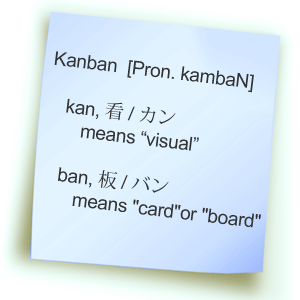 Kanban [Pron. kambaN]
kan, 看 / カン
means “visual”
ban, 板 / バン
means "card"or "board"